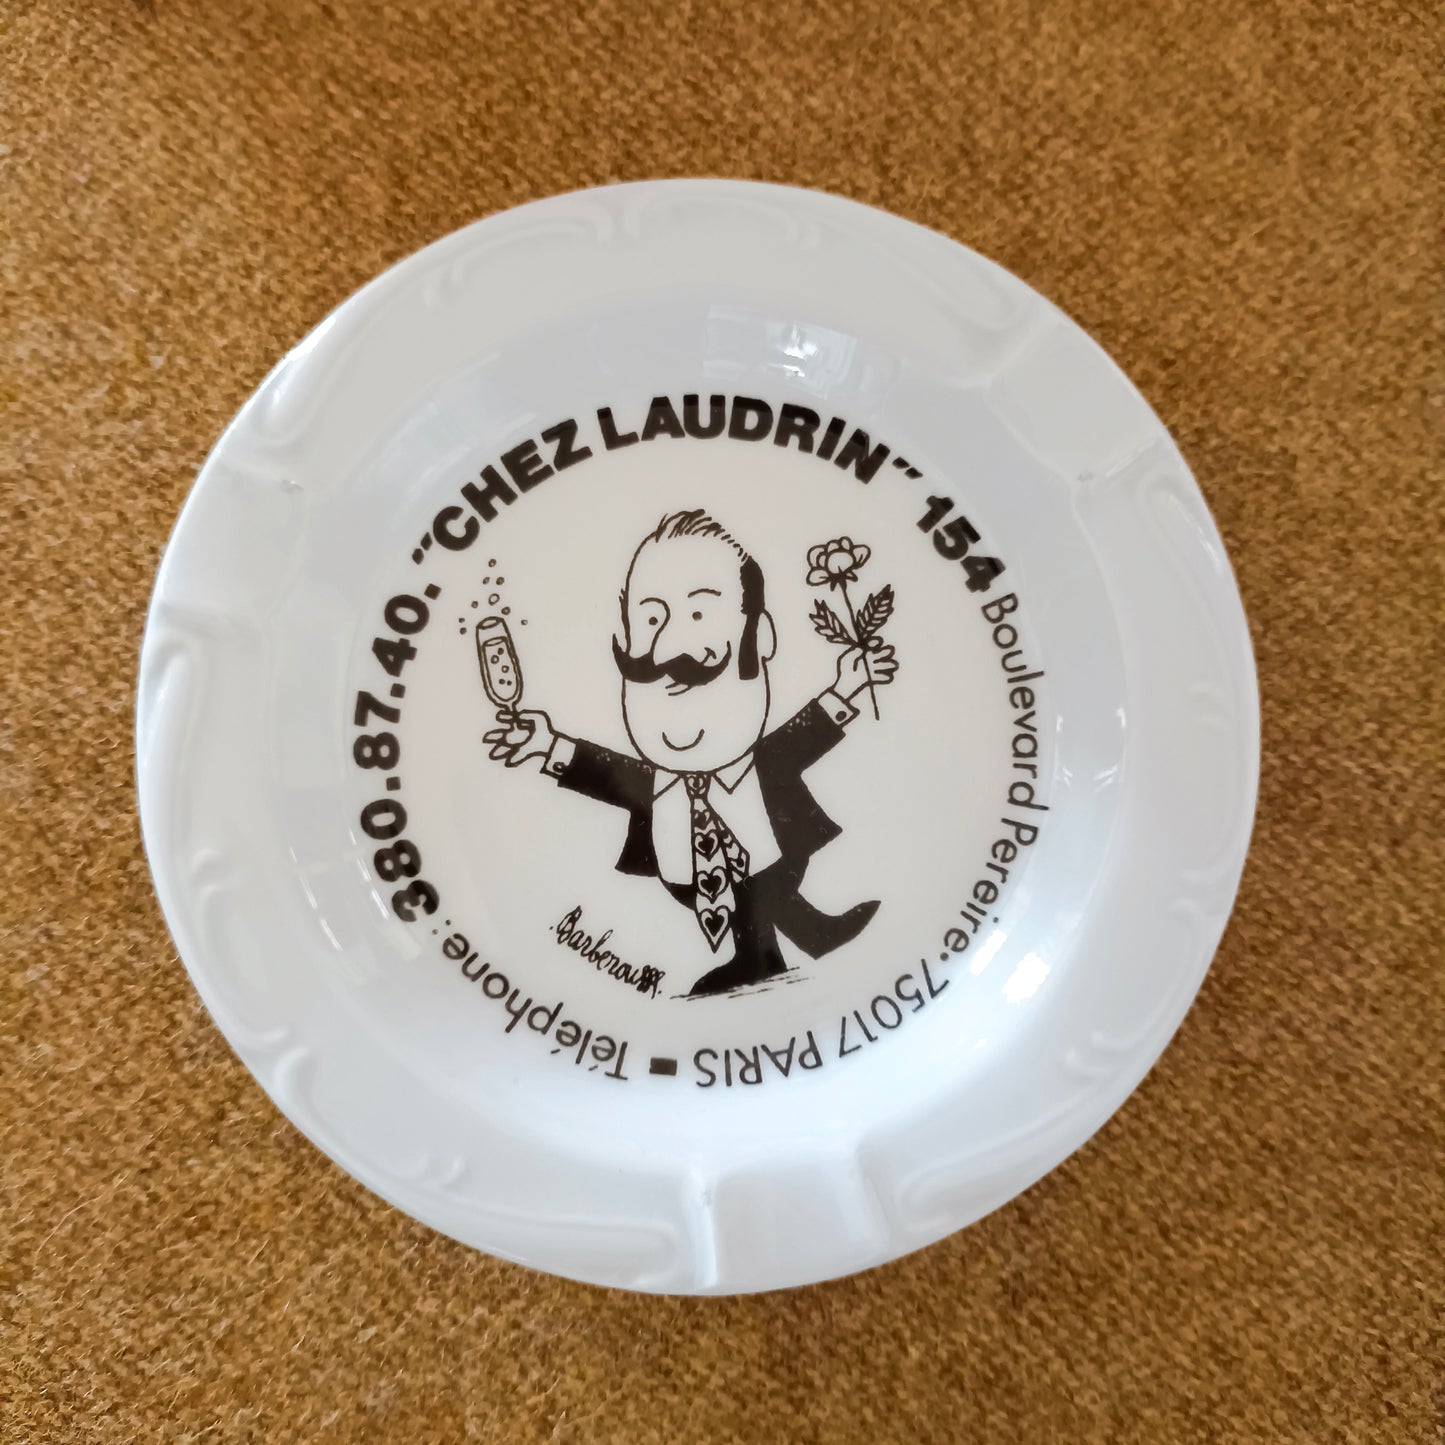 "CHEZ LAUDRIN" 154 Boulevard Pereire. 75017 PARIS - Téléphone: 380.87.40.
Barberousse.